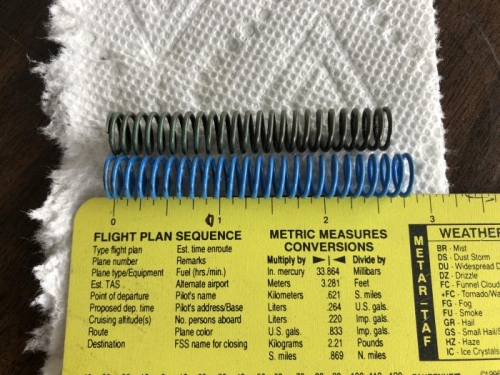 0 1 2 3
FLIGHT PLAN SEQUENCE
Type flight plan Est. time enroute
Plane number Remarks
Plane type/Equipment Fuel (hrs./min.)
Est. TAS Alternate airport
Point of departure Pilot's name
Proposed dep. time Pilot's address/Base
Cruising altitude(s) No. persons aboard
Route Plane color
Destination FSS name for closing
METRIC MEASURES
CONVERSIONS
Multiply by Divide by
In. mercury 33.864 Millibars
Meters 3.281 Feet
Kilometers .621 S. miles
Liters .264 U.S. gals.
Liters .220 Imp. gals.
U.S. gals. .833 Imp. gals.
Kilograms 2.21 Pounds
S. miles .869 N. miles
METAR-TAF
WEATHER
BR - Mist
DS - Dust Storm
DU - Widespread D
DZ - Drizzle
FC - Funnel Cloud
+FC - Tornado/
FG - Fog
FU - Smoke
GR - Hail
GS - Small Hail/
HZ - Haze
IC - Ice Crystals